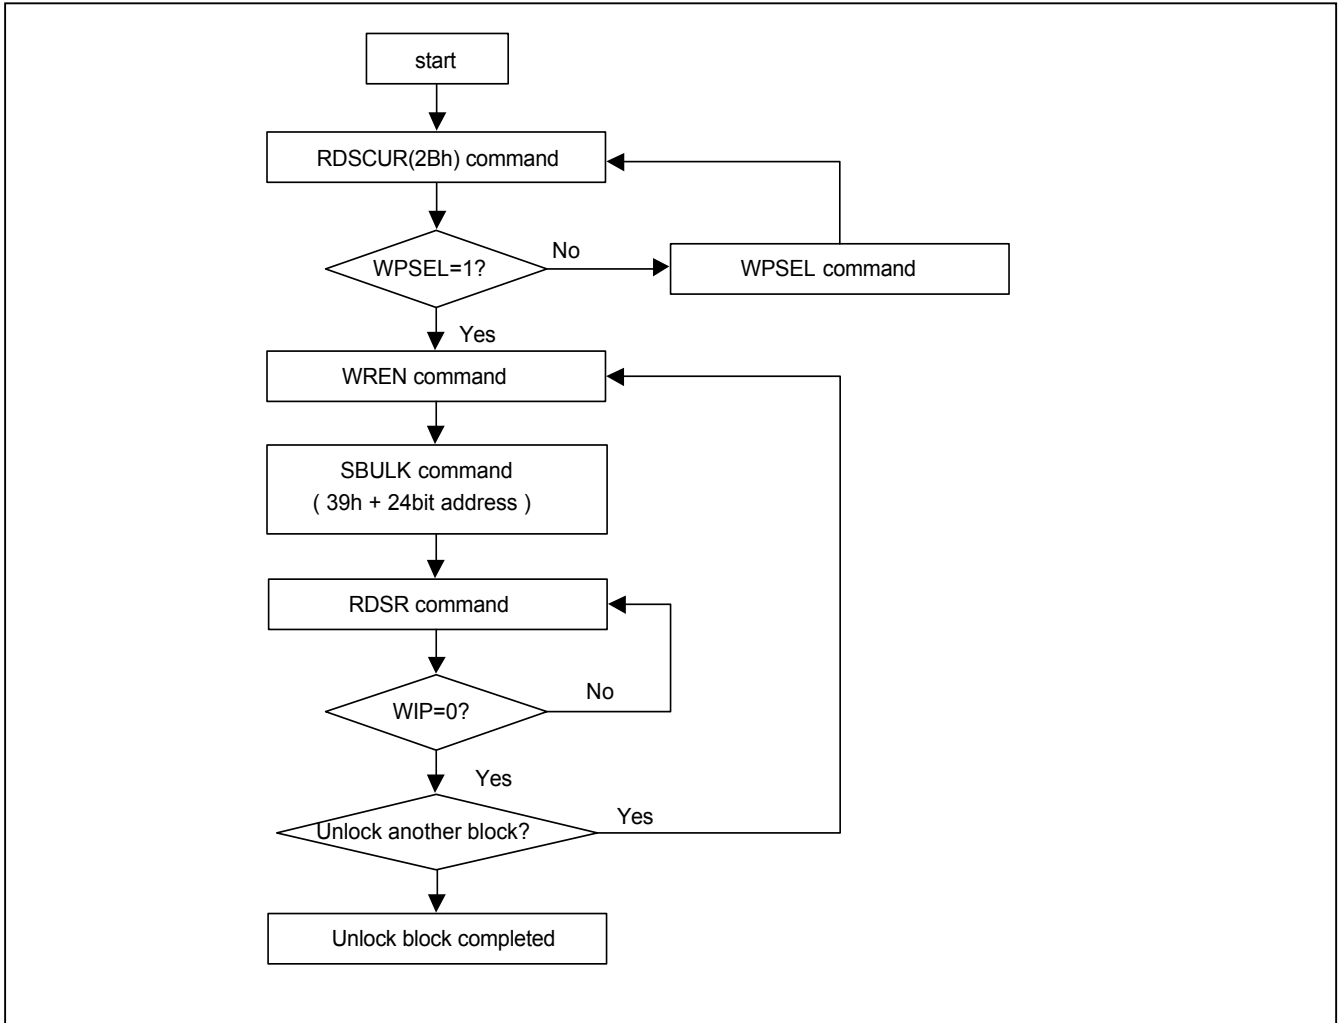 start
RDSCUR(2Bh) command
WPSEL=1?
No
WPSEL command
Yes
WREN command
SBULK command
( 39h + 24bit address )
RDSR command
WIP=0?
No
Yes
Unlock another block?
Yes
Unlock block completed